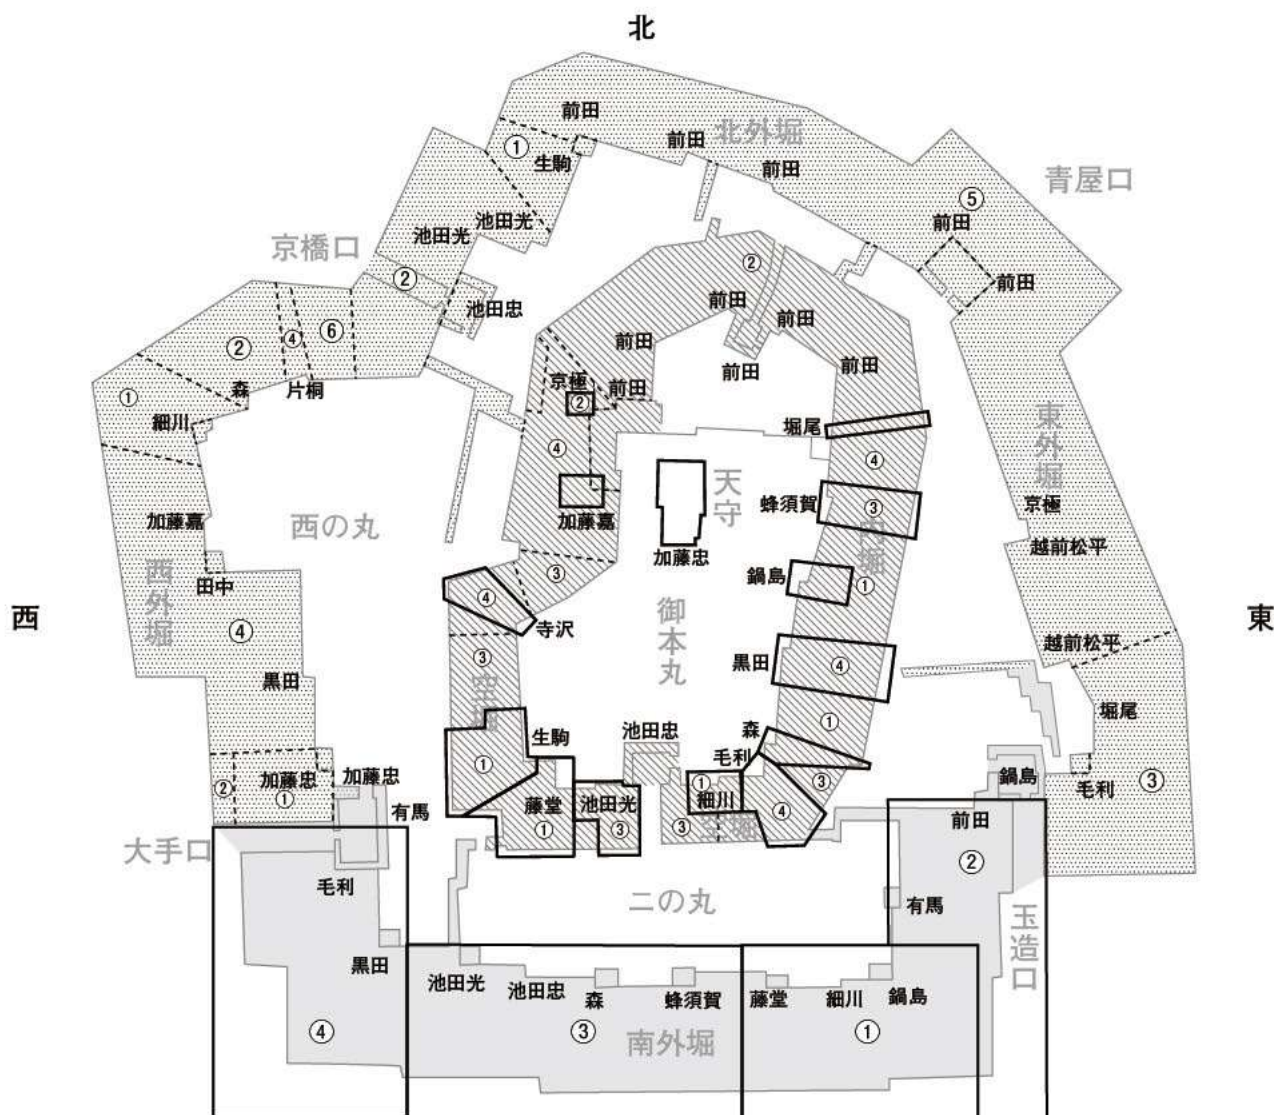 北
前田
前田
北外堀
前田
①
生駒
青屋口
⑤
前田
前田
池田光
池田光
京橋口
②
池田忠
②
前田
前田
前田
前田
前田
前田
⑥
④
②
①
森
片桐
細川
京極
②
④
加藤嘉
堀尾
④
東外堀
天守
蜂須賀
③
内堀
加藤忠
加藤嘉
西の丸
京極
越前松平
西外堀
田中
③
鍋島
①
④
寺沢
西
東
御本丸
④
黒田
③
空堀
黒田
④
越前松平
①
堀尾
生駒
池田忠
森
毛利
①
①
細川
③
④
鍋島
毛利
③
加藤忠
②
①
加藤忠
有馬
藤堂
①
池田光
③
③
空堀
前田
②
大手口
毛利
二の丸
有馬
玉造口
黒田
池田光
池田忠
森
蜂須賀
藤堂
細川
鍋島
④
③
南外堀
①